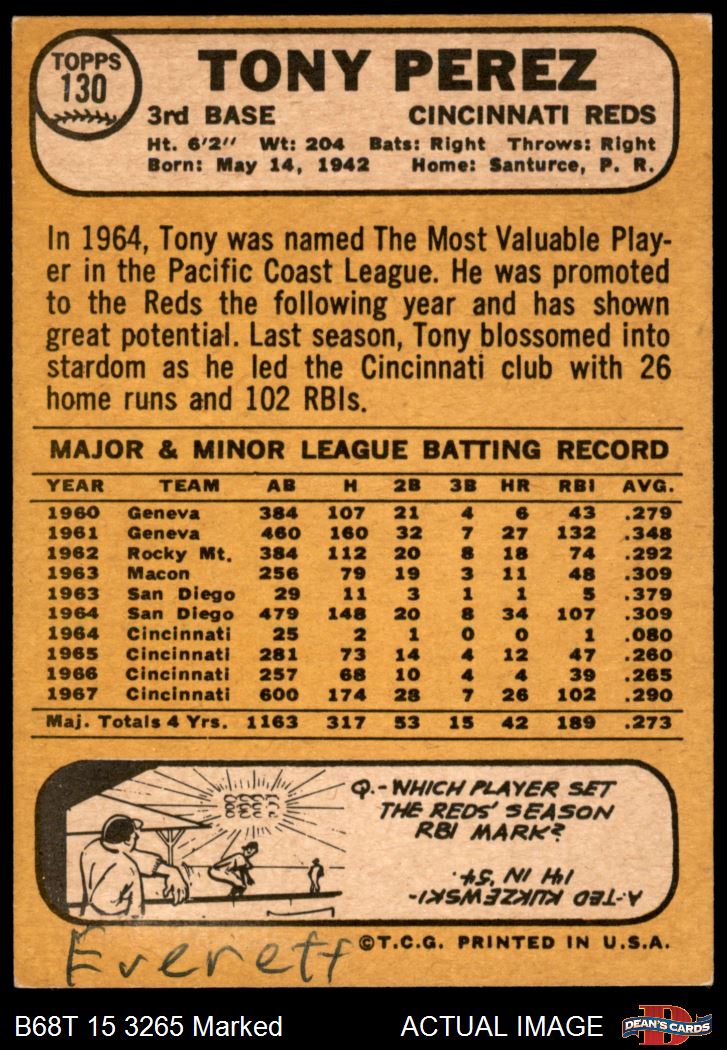 TOPPS
130
TONY PEREZ
3rd BASE CINCINNATI REDS
Ht. 6'2" Wt: 204 Bats: Right Throws: Right
Born: May 14, 1942 Home: Santurce, P. R.
In 1964, Tony was named The Most Valuable Play-
er in the Pacific Coast League. He was promoted
to the Reds the following year and has shown
great potential. Last season, Tony blossomed into
stardom as he led the Cincinnati club with 26
home runs and 102 RBIs.
MAJOR & MINOR LEAGUE BATTING RECORD
YEAR TEAM AB H 2B 3B HR RBI AVG.
1960 Geneva 384 107 21 4 6 43 .279
1961 Geneva 460 160 32 7 27 132 .348
1962 Rocky Mt. 384 112 20 8 18 74 .292
1963 Macon 256 79 19 3 11 48 .309
1963 San Diego 29 11 3 1 1 5 .379
1964 San Diego 479 148 20 8 34 107 .309
1964 Cincinnati 25 2 1 0 0 1 .080
1965 Cincinnati 281 73 14 4 12 47 .260
1966 Cincinnati 257 68 10 4 4 39 .265
1967 Cincinnati 600 174 28 7 26 102 .290
Maj. Totals 4 Yrs. 1163 317 53 15 42 189 .273
Q.-WHICH PLAYER SET
THE REDS' SEASON
RBI MARK?
A-TED KLUKZEWSKI-
141 IN '54.
Everett
©T.C.G. PRINTED IN U.S.A.
B68T 15 3265 Marked ACTUAL IMAGE
D
DEAN'S CARDS